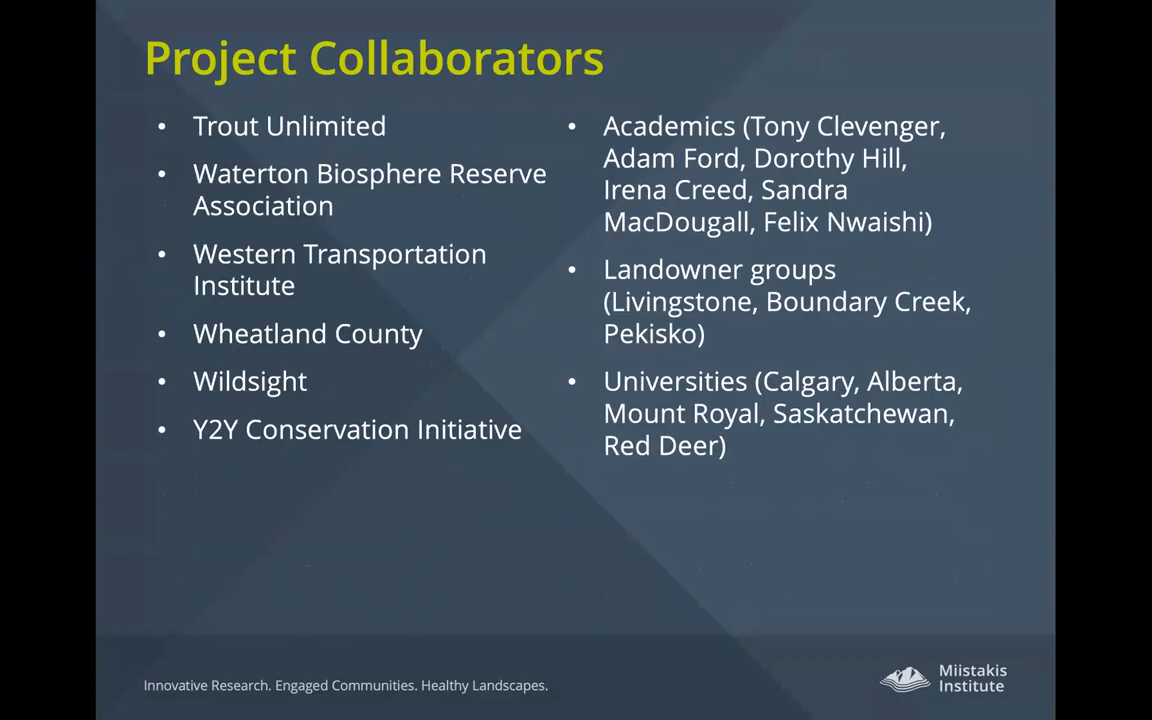 Project Collaborators
• Trout Unlimited
• Waterton Biosphere Reserve
Association
• Western Transportation
Institute
• Wheatland County
• Wildsight
• Y2Y Conservation Initiative
• Academics (Tony Clevenger,
Adam Ford, Dorothy Hill,
Irena Creed, Sandra
MacDougall, Felix Nwaishi)
• Landowner groups
(Livingstone, Boundary Creek,
Pekisko)
• Universities (Calgary, Alberta,
Mount Royal, Saskatchewan,
Red Deer)
Innovative Research. Engaged Communities. Healthy Landscapes.
Miistakis
Institute